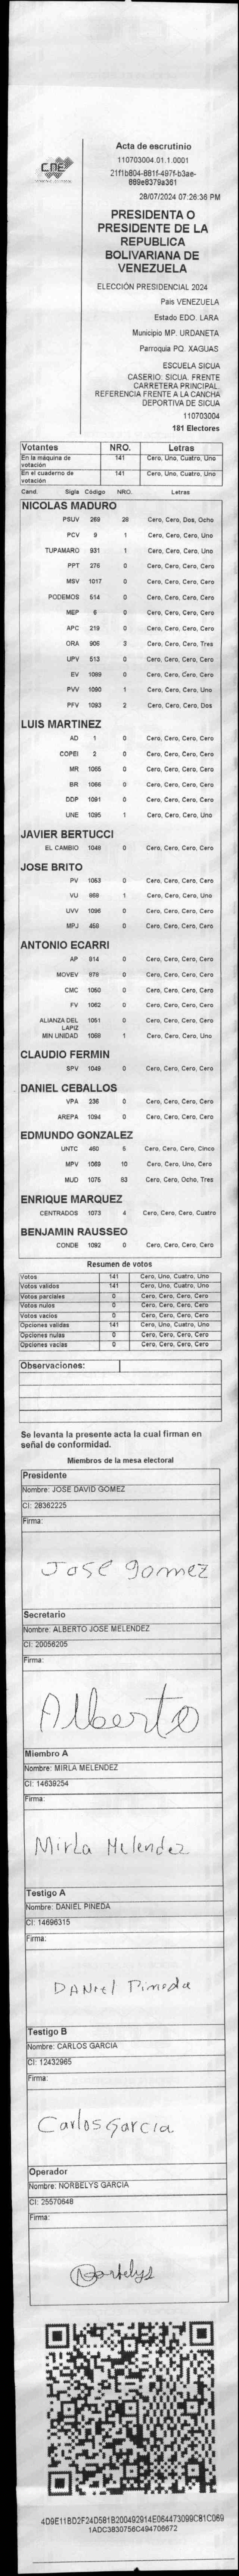 CNE
Acta de escrutinio
110703004.01.1.0001
21f1b804-881f-497f-b3ae-
889e8379a361
28/07/2024 07:26:36 PM
PRESIDENTA O
PRESIDENTE DE LA
REPUBLICA
BOLIVARIANA DE
VENEZUELA
ELECCIÓN PRESIDENCIAL 2024
País VENEZUELA
Estado EDO. LARA
Municipio MP. URDANETA
Parroquia PQ. XAGUAS
ESCUELA SICUA
CASERIO: SICUA. FRENTE
CARRETERA PRINCIPAL.
REFERENCIA FRENTE A LA CANCHA
DEPORTIVA DE SICUA
110703004
181 Electores
Votantes NRO. Letras
En la máquina de votación 141 Cero, Uno, Cuatro, Uno
En el cuaderno de votación 141 Cero, Uno, Cuatro, Uno
Cand. Sigla Código NRO. Letras
NICOLAS MADURO
PSUV 269 28 Cero, Cero, Dos, Ocho
PCV 9 1 Cero, Cero, Cero, Uno
TUPAMARO 931 1 Cero, Cero, Cero, Uno
PPT 276 0 Cero, Cero, Cero, Cero
MSV 1017 0 Cero, Cero, Cero, Cero
PODEMOS 514 0 Cero, Cero, Cero, Cero
MEP 6 0 Cero, Cero, Cero, Cero
APC 219 0 Cero, Cero, Cero, Cero
ORA 906 3 Cero, Cero, Cero, Tres
UPV 513 0 Cero, Cero, Cero, Cero
EV 1089 0 Cero, Cero, Cero, Cero
PVV 1090 1 Cero, Cero, Cero, Uno
PFV 1093 2 Cero, Cero, Cero, Dos
LUIS MARTINEZ
AD 1 0 Cero, Cero, Cero, Cero
COPEI 2 0 Cero, Cero, Cero, Cero
MR 1065 0 Cero, Cero, Cero, Cero
BR 1066 0 Cero, Cero, Cero, Cero
DDP 1091 0 Cero, Cero, Cero, Cero
UNE 1095 1 Cero, Cero, Cero, Uno
JAVIER BERTUCCI
EL CAMBIO 1048 0 Cero, Cero, Cero, Cero
JOSE BRITO
PV 1063 0 Cero, Cero, Cero, Cero
VU 868 1 Cero, Cero, Cero, Uno
UVV 1096 0 Cero, Cero, Cero, Cero
MPJ 458 0 Cero, Cero, Cero, Cero
ANTONIO ECARRI
AP 914 0 Cero, Cero, Cero, Cero
MOVEV 878 0 Cero, Cero, Cero, Cero
CMC 1050 0 Cero, Cero, Cero, Cero
FV 1062 0 Cero, Cero, Cero, Cero
ALIANZA DEL LAPIZ 1051 0 Cero, Cero, Cero, Cero
MIN UNIDAD 1068 1 Cero, Cero, Cero, Uno
CLAUDIO FERMIN
SPV 1049 0 Cero, Cero, Cero, Cero
DANIEL CEBALLOS
VPA 236 0 Cero, Cero, Cero, Cero
AREPA 1094 0 Cero, Cero, Cero, Cero
EDMUNDO GONZALEZ
UNTC 460 5 Cero, Cero, Cero, Cinco
MPV 1069 10 Cero, Cero, Uno, Cero
MUD 1075 83 Cero, Cero, Ocho, Tres
ENRIQUE MARQUEZ
CENTRADOS 1073 4 Cero, Cero, Cero, Cuatro
BENJAMIN RAUSSEO
CONDE 1092 0 Cero, Cero, Cero, Cero
Resumen de votos
Votos 141 Cero, Uno, Cuatro, Uno
Votos válidos 141 Cero, Uno, Cuatro, Uno
Votos parciales 0 Cero, Cero, Cero, Cero
Votos nulos 0 Cero, Cero, Cero, Cero
Votos vacíos 0 Cero, Cero, Cero, Cero
Opciones válidas 141 Cero, Uno, Cuatro, Uno
Opciones nulas 0 Cero, Cero, Cero, Cero
Opciones vacías 0 Cero, Cero, Cero, Cero
Observaciones:
Se levanta la presente acta la cual firman en
señal de conformidad.
Miembros de la mesa electoral
Presidente
Nombre: JOSE DAVID GOMEZ
CI: 28362225
Firma:
Jose gomez
Secretario
Nombre: ALBERTO JOSE MELENDEZ
CI: 20056205
Firma:
Alberto
Miembro A
Nombre: MIRLA MELENDEZ
CI: 14639254
Firma:
Mirla Melendez
Testigo A
Nombre: DANIEL PINEDA
CI: 14696315
Firma:
DANIEL Pineda
Testigo B
Nombre: CARLOS GARCIA
CI: 12432965
Firma:
Carlos Garcia
Operador
Nombre: NORBELYS GARCIA
CI: 25570648
Firma:
Norbelys
4D9E11BD2F24D581B200492914E064473099C81C069
1ADC3830756C494706672